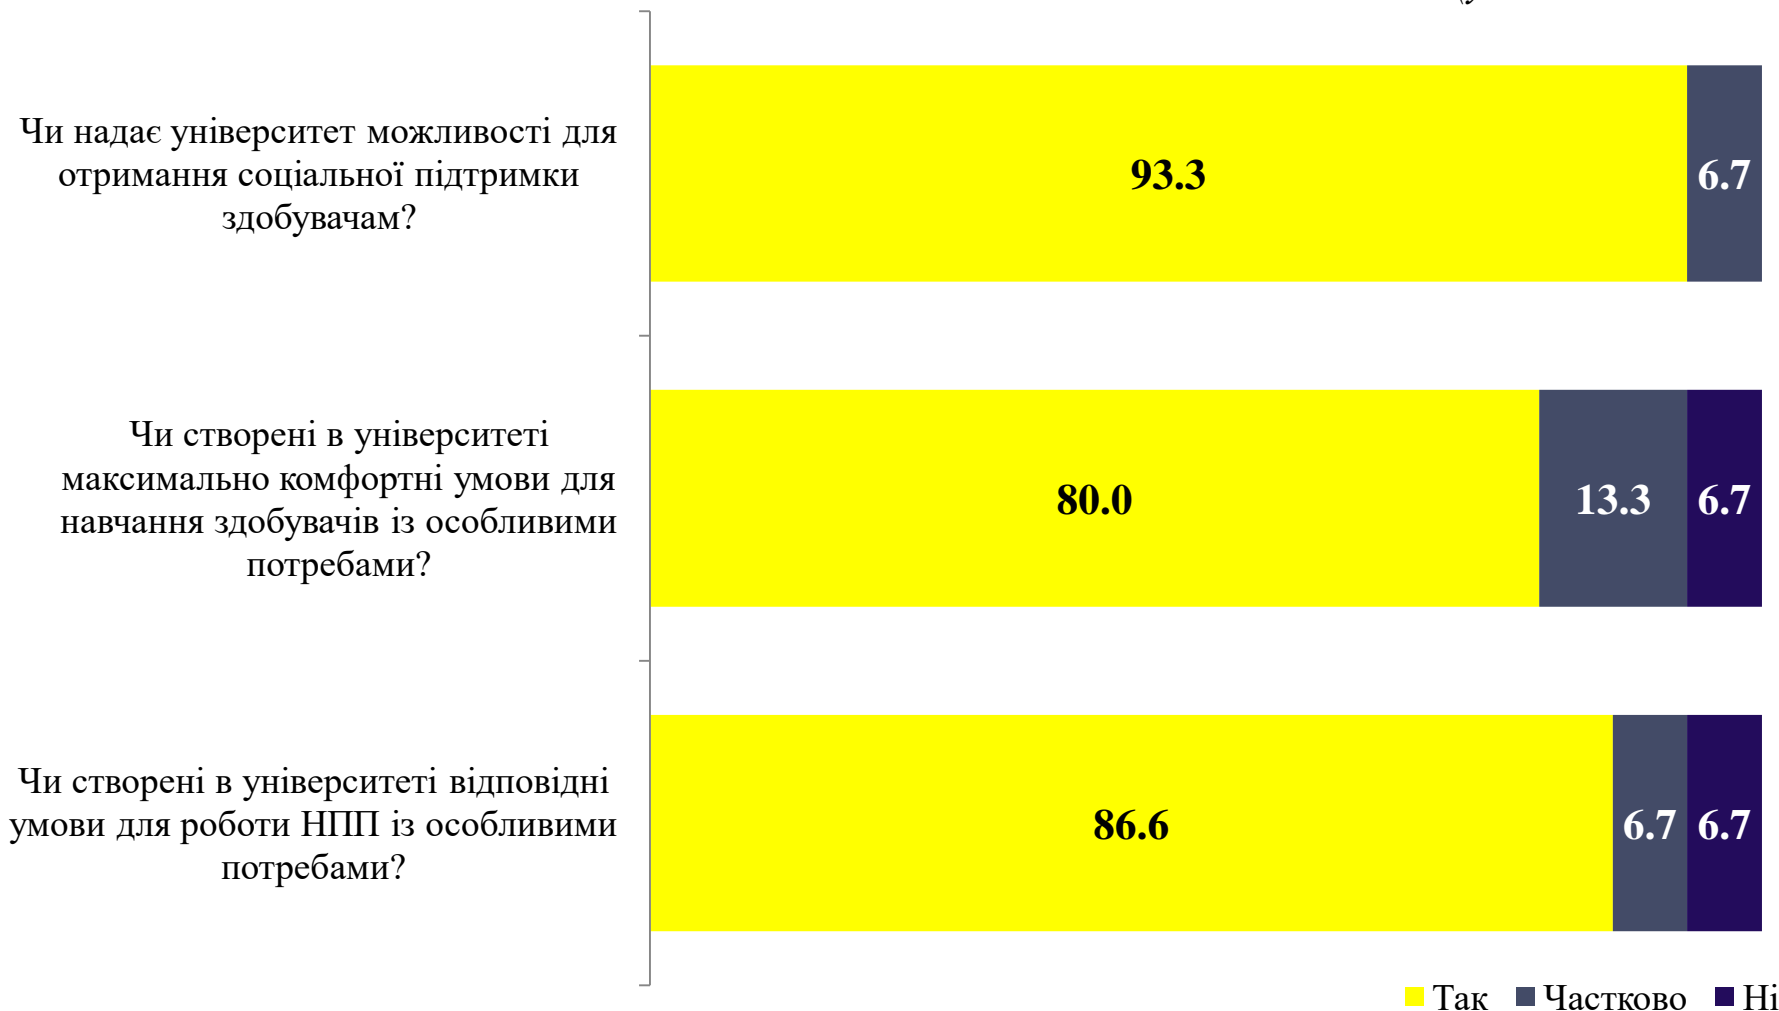 Чи надає університет можливості для
отримання соціальної підтримки
здобувачам?
93.3
6.7
Чи створені в університеті
максимально комфортні умови для
навчання здобувачів із особливими
потребами?
80.0
13.3
6.7
Чи створені в університеті відповідні
умови для роботи НПП із особливими
потребами?
86.6
6.7
6.7
Так
Частково
Ні